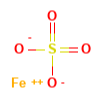 O
O - S O
Fe ++ O -